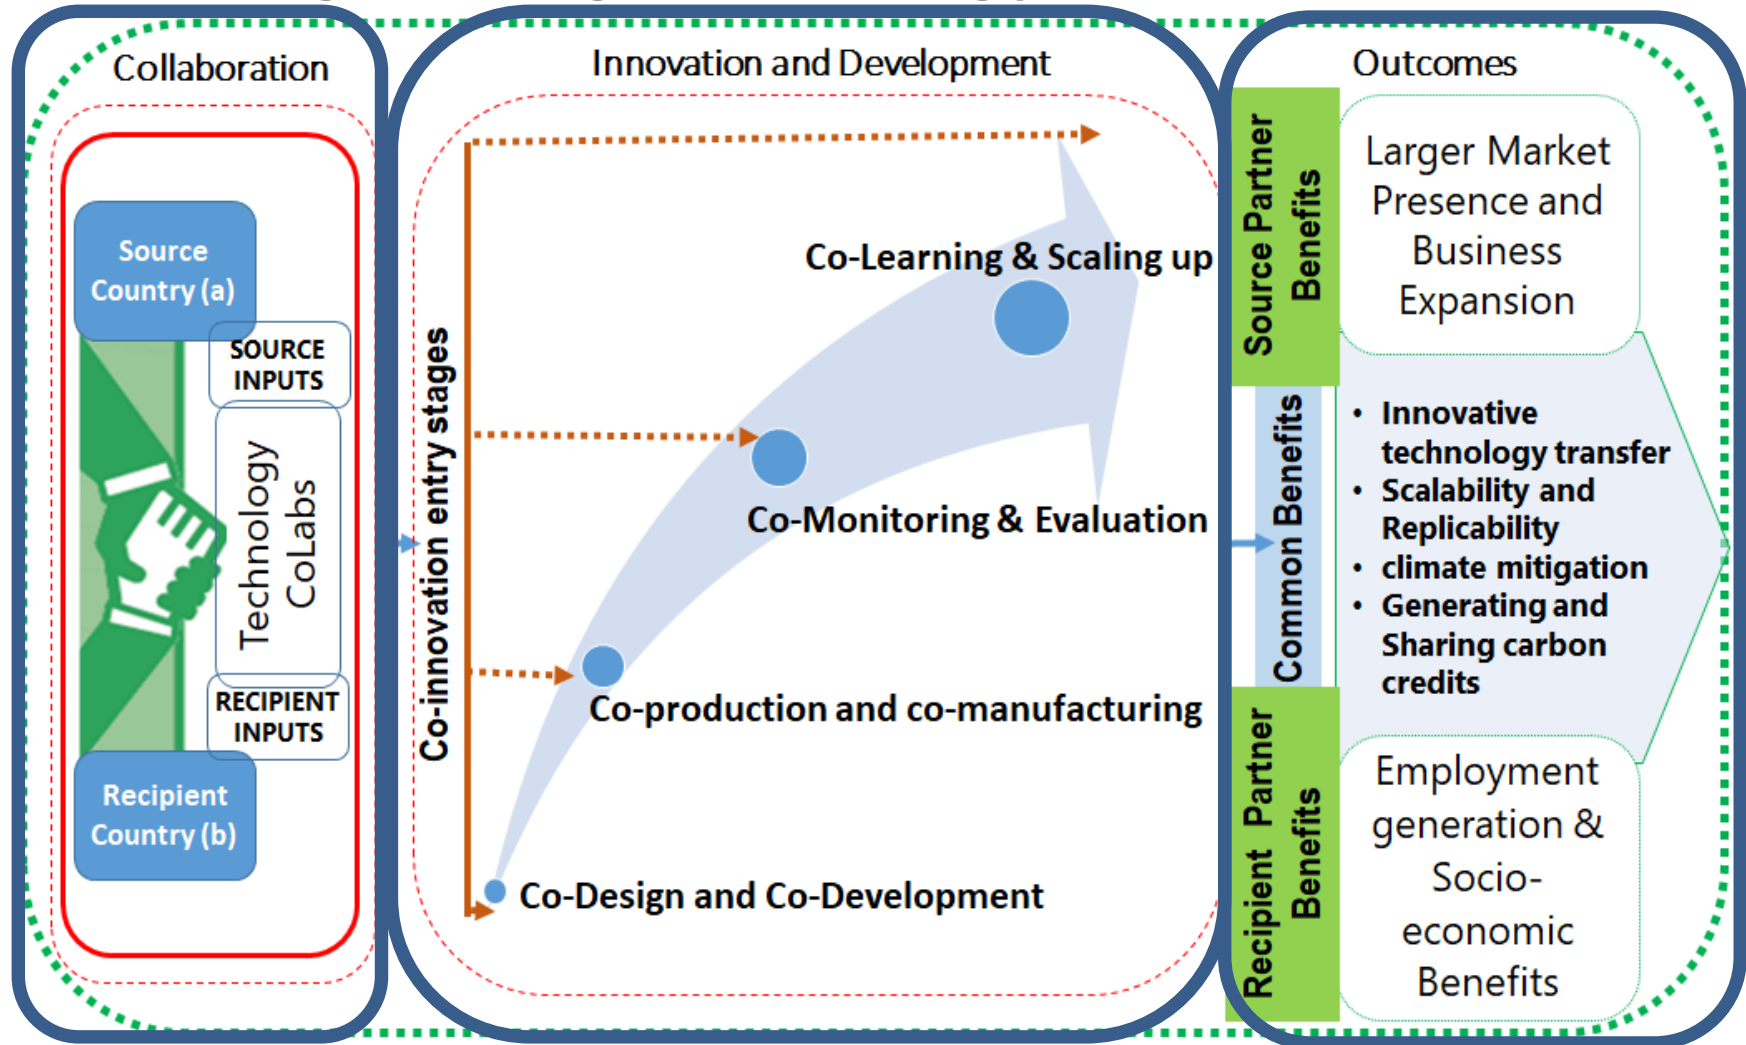 Collaboration
Source
Country (a)
SOURCE
INPUTS
Technology
CoLabs
RECIPIENT
INPUTS
Recipient
Country (b)
Innovation and Development
Co-innovation entry stages
Co-Learning & Scaling up
Co-Monitoring & Evaluation
Co-production and co-manufacturing
Co-Design and Co-Development
Outcomes
Source Partner
Benefits
Larger Market
Presence and
Business
Expansion
Common Benefits
• Innovative
technology transfer
• Scalability and
Replicability
• climate mitigation
• Generating and
Sharing carbon
credits
Recipient Partner
Benefits
Employment
generation &
Socio-
economic
Benefits